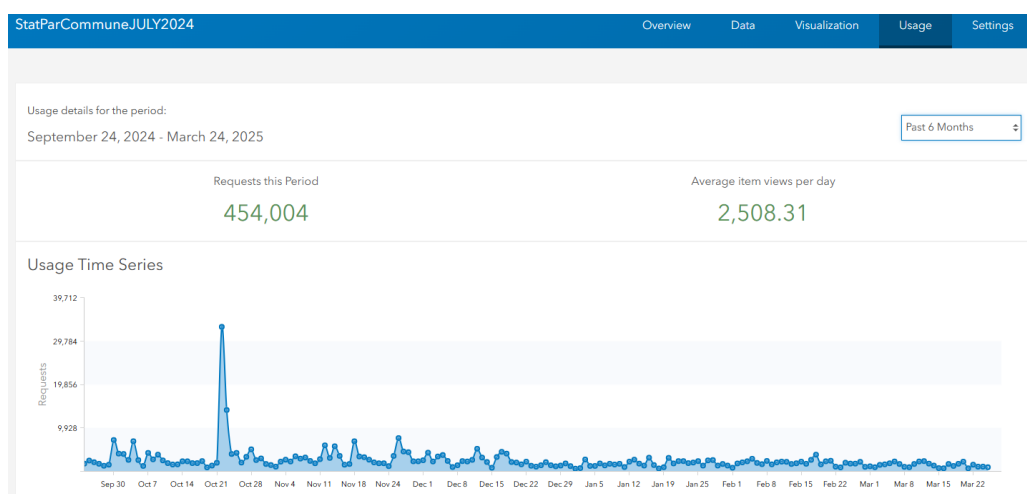 StatParCommuneJULY2024 Overview Data Visualization Usage Settings
Usage details for the period:
September 24, 2024 - March 24, 2025
Past 6 Months
Requests this Period Average item views per day
454,004 2,508.31
Usage Time Series
39,712
29,784
19,856
9,928
Requests
Sep 30 Oct 7 Oct 14 Oct 21 Oct 28 Nov 4 Nov 11 Nov 18 Nov 24 Dec 1 Dec 8 Dec 15 Dec 22 Dec 29 Jan 5 Jan 12 Jan 19 Jan 25 Feb 1 Feb 8 Feb 15 Feb 22 Mar 1 Mar 8 Mar 15 Mar 22